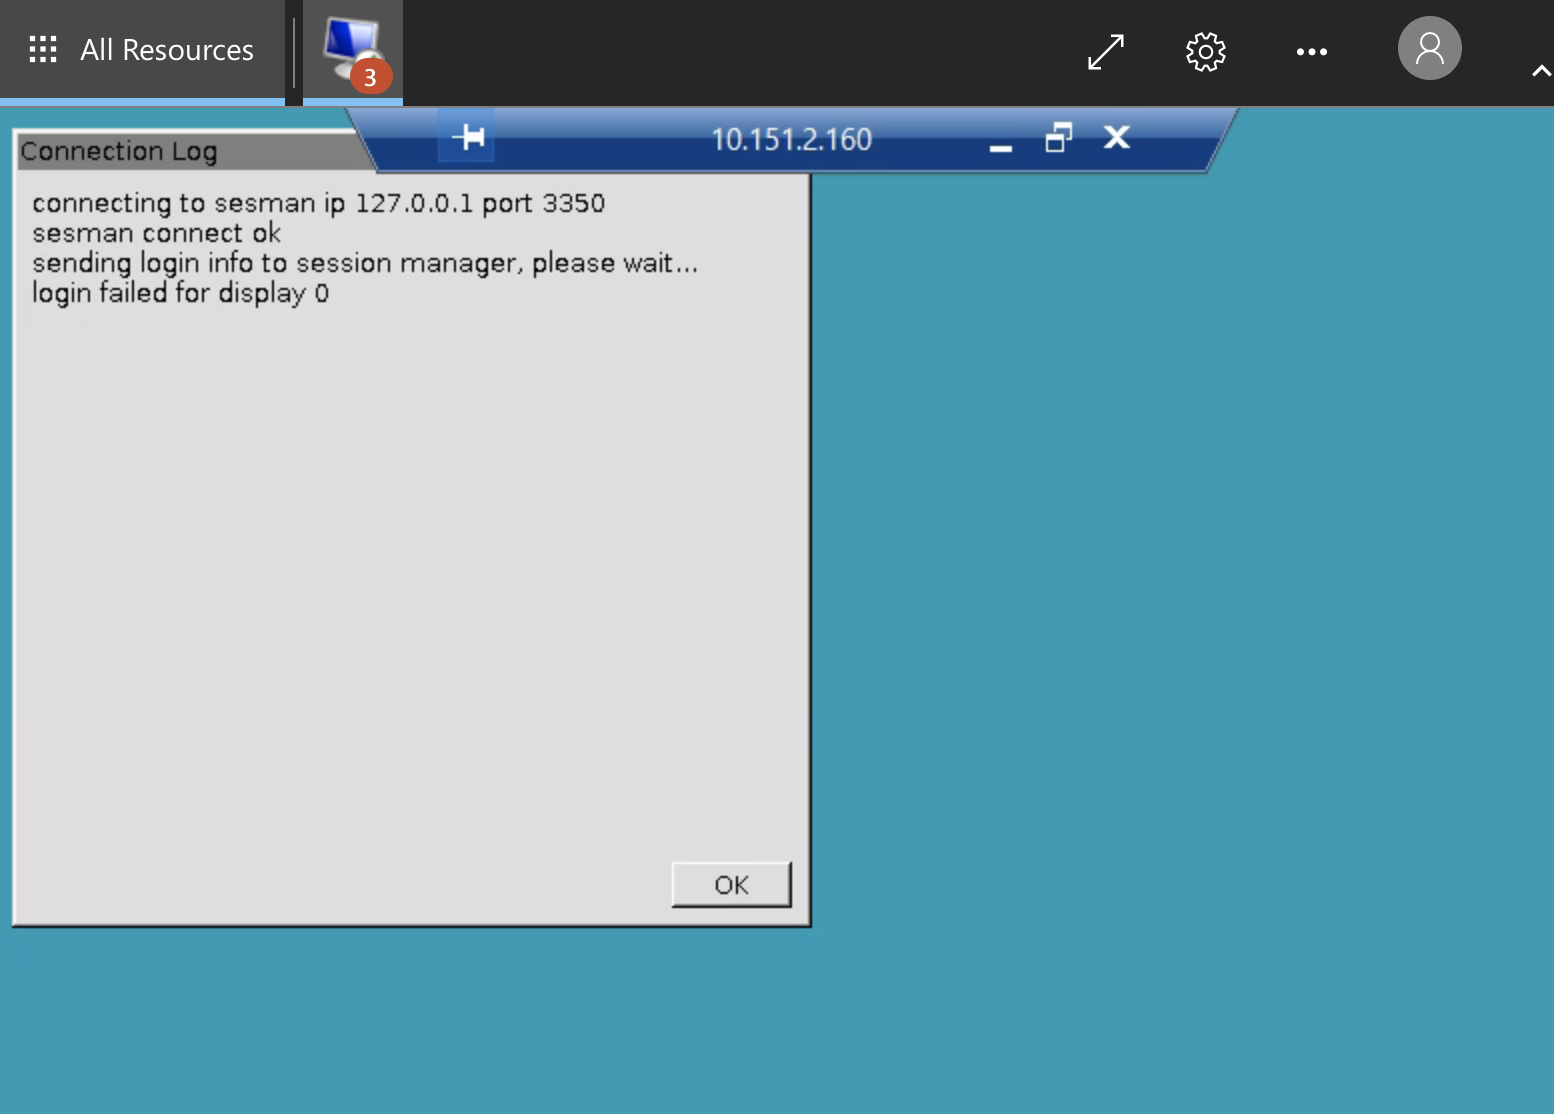 All Resources
3
10.151.2.160
Connection Log
connecting to sesman ip 127.0.0.1 port 3350
sesman connect ok
sending login info to session manager, please wait...
login failed for display 0
OK